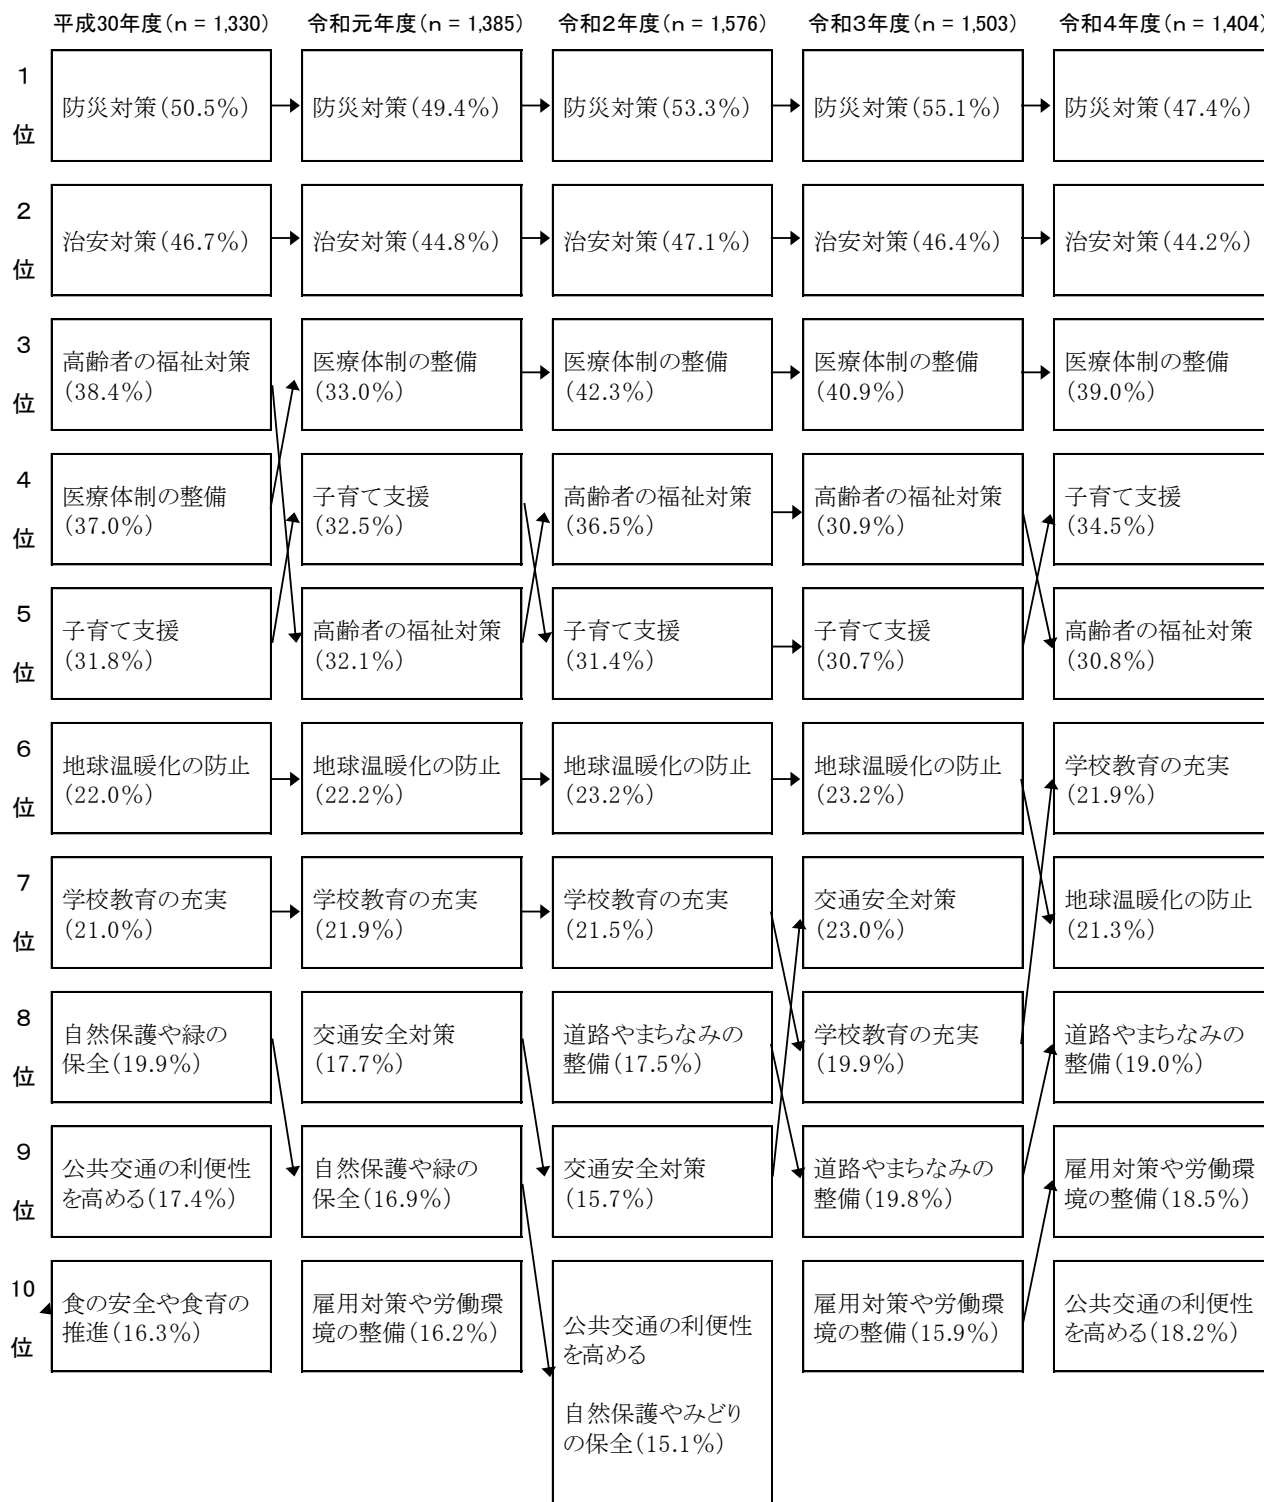 平成30年度(n = 1,330)
令和元年度(n = 1,385)
令和2年度(n = 1,576)
令和3年度(n = 1,503)
令和4年度(n = 1,404)
1
位
防災対策(50.5%)
防災対策(49.4%)
防災対策(53.3%)
防災対策(55.1%)
防災対策(47.4%)
2
位
治安対策(46.7%)
治安対策(44.8%)
治安対策(47.1%)
治安対策(46.4%)
治安対策(44.2%)
3
位
高齢者の福祉対策
(38.4%)
医療体制の整備
(33.0%)
医療体制の整備
(42.3%)
医療体制の整備
(40.9%)
医療体制の整備
(39.0%)
4
位
医療体制の整備
(37.0%)
子育て支援
(32.5%)
高齢者の福祉対策
(36.5%)
高齢者の福祉対策
(30.9%)
子育て支援
(34.5%)
5
位
子育て支援
(31.8%)
高齢者の福祉対策
(32.1%)
子育て支援
(31.4%)
子育て支援
(30.7%)
高齢者の福祉対策
(30.8%)
6
位
地球温暖化の防止
(22.0%)
地球温暖化の防止
(22.2%)
地球温暖化の防止
(23.2%)
地球温暖化の防止
(23.2%)
学校教育の充実
(21.9%)
7
位
学校教育の充実
(21.0%)
学校教育の充実
(21.9%)
学校教育の充実
(21.5%)
交通安全対策
(23.0%)
地球温暖化の防止
(21.3%)
8
位
自然保護や緑の
保全(19.9%)
交通安全対策
(17.7%)
道路やまちなみの
整備(17.5%)
学校教育の充実
(19.9%)
道路やまちなみの
整備(19.0%)
9
位
公共交通の利便性
を高める(17.4%)
自然保護や緑の
保全(16.9%)
交通安全対策
(15.7%)
道路やまちなみの
整備(19.8%)
雇用対策や労働環
境の整備(18.5%)
10
位
食の安全や食育の
推進(16.3%)
雇用対策や労働環
境の整備(16.2%)
公共交通の利便性
を高める
自然保護やみどり
の保全(15.1%)
雇用対策や労働環
境の整備(15.9%)
公共交通の利便性
を高める(18.2%)